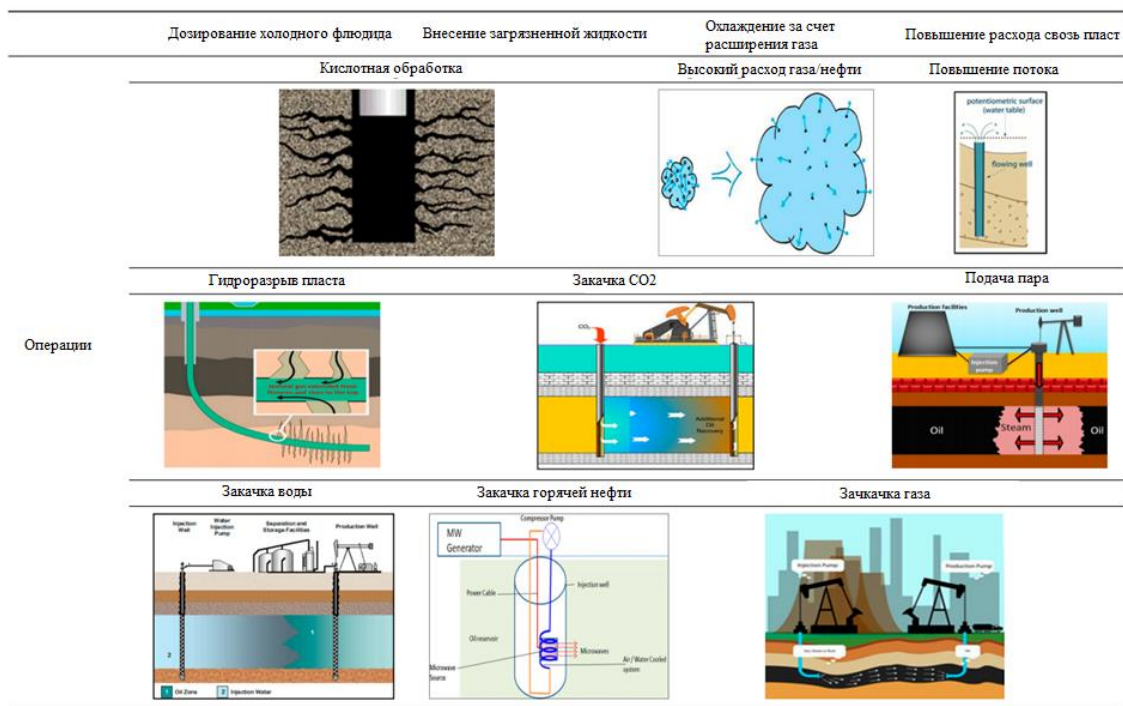 Дозирование холодного флюдида
Внесение загрязненной жидкости
Охлаждение за счет
расширения газа
Повышение расхода свозь пласт
Кислотная обработка
Высокий расход газа/нефти
Повышение потока
potentiometric surface
(water table)
flowing well
Гидроразрыв пласта
Закачка CO2
Подача пара
Операции
CO₂
Additional
Oil
Recovery
Production facilities
Production well
Injection
pump
Oil
Steam
Oil
Закачка воды
Закачка горячей нефти
Зачкачка газа
Injection
Well
Water
Injection
Pump
Separation and
Storage Facilities
Production Well
1
2
1 Oil Zone
2 Injection Water
Compressor Pump
MW
Generator
Power Cable
Injection well
Oil reservoir
Microwaves
Microwave
Source
Air / Water Cooled
system
Injection Pump
Production Pump